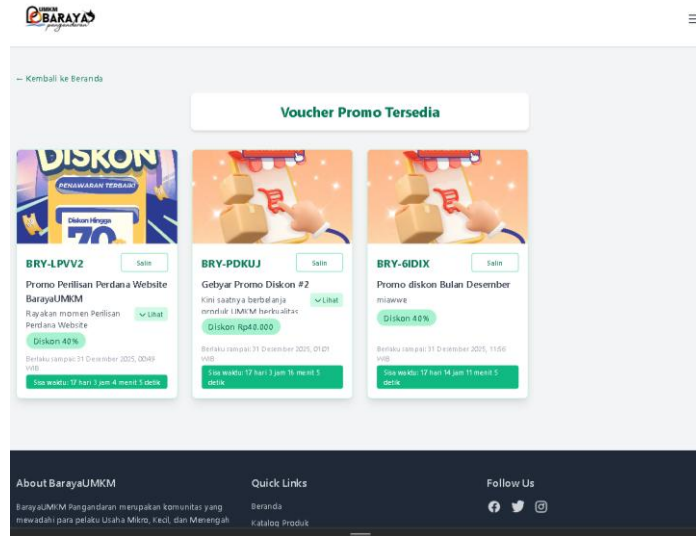 UMKM
BARAYA
pangandaran
← Kembali ke Beranda
Voucher Promo Tersedia
DISKON
PENAWARAN TERBAIK!
Diskon Hingga
70
BRY-LPVV2
Salin
Promo Perilisan Perdana Website
BarayaUMKM
Rayakan momen Perilisan
Perdana Website
Lihat
Diskon 40%
Berlaku sampai: 31 Desember 2025, 00:49
WIB
Sisa waktu: 17 hari 3 jam 4 menit 5 detik
BRY-PDKUJ
Salin
Gebyar Promo Diskon #2
Kini saatnya berbelanja
produk UMKM berkualitas
Lihat
Diskon Rp40.000
Berlaku sampai: 31 Desember 2025, 01:01
WIB
Sisa waktu: 17 hari 3 jam 16 menit 5
detik
BRY-6IDIX
Salin
Promo diskon Bulan Desember
miawwe
Diskon 40%
Berlaku sampai: 31 Desember 2025, 11:56
WIB
Sisa waktu: 17 hari 14 jam 11 menit 5
detik
About BarayaUMKM
BarayaUMKM Pangandaran merupakan komunitas yang
mewadahi para pelaku Usaha Mikro, Kecil, dan Menengah
Quick Links
Beranda
Katalog Produk
Follow Us